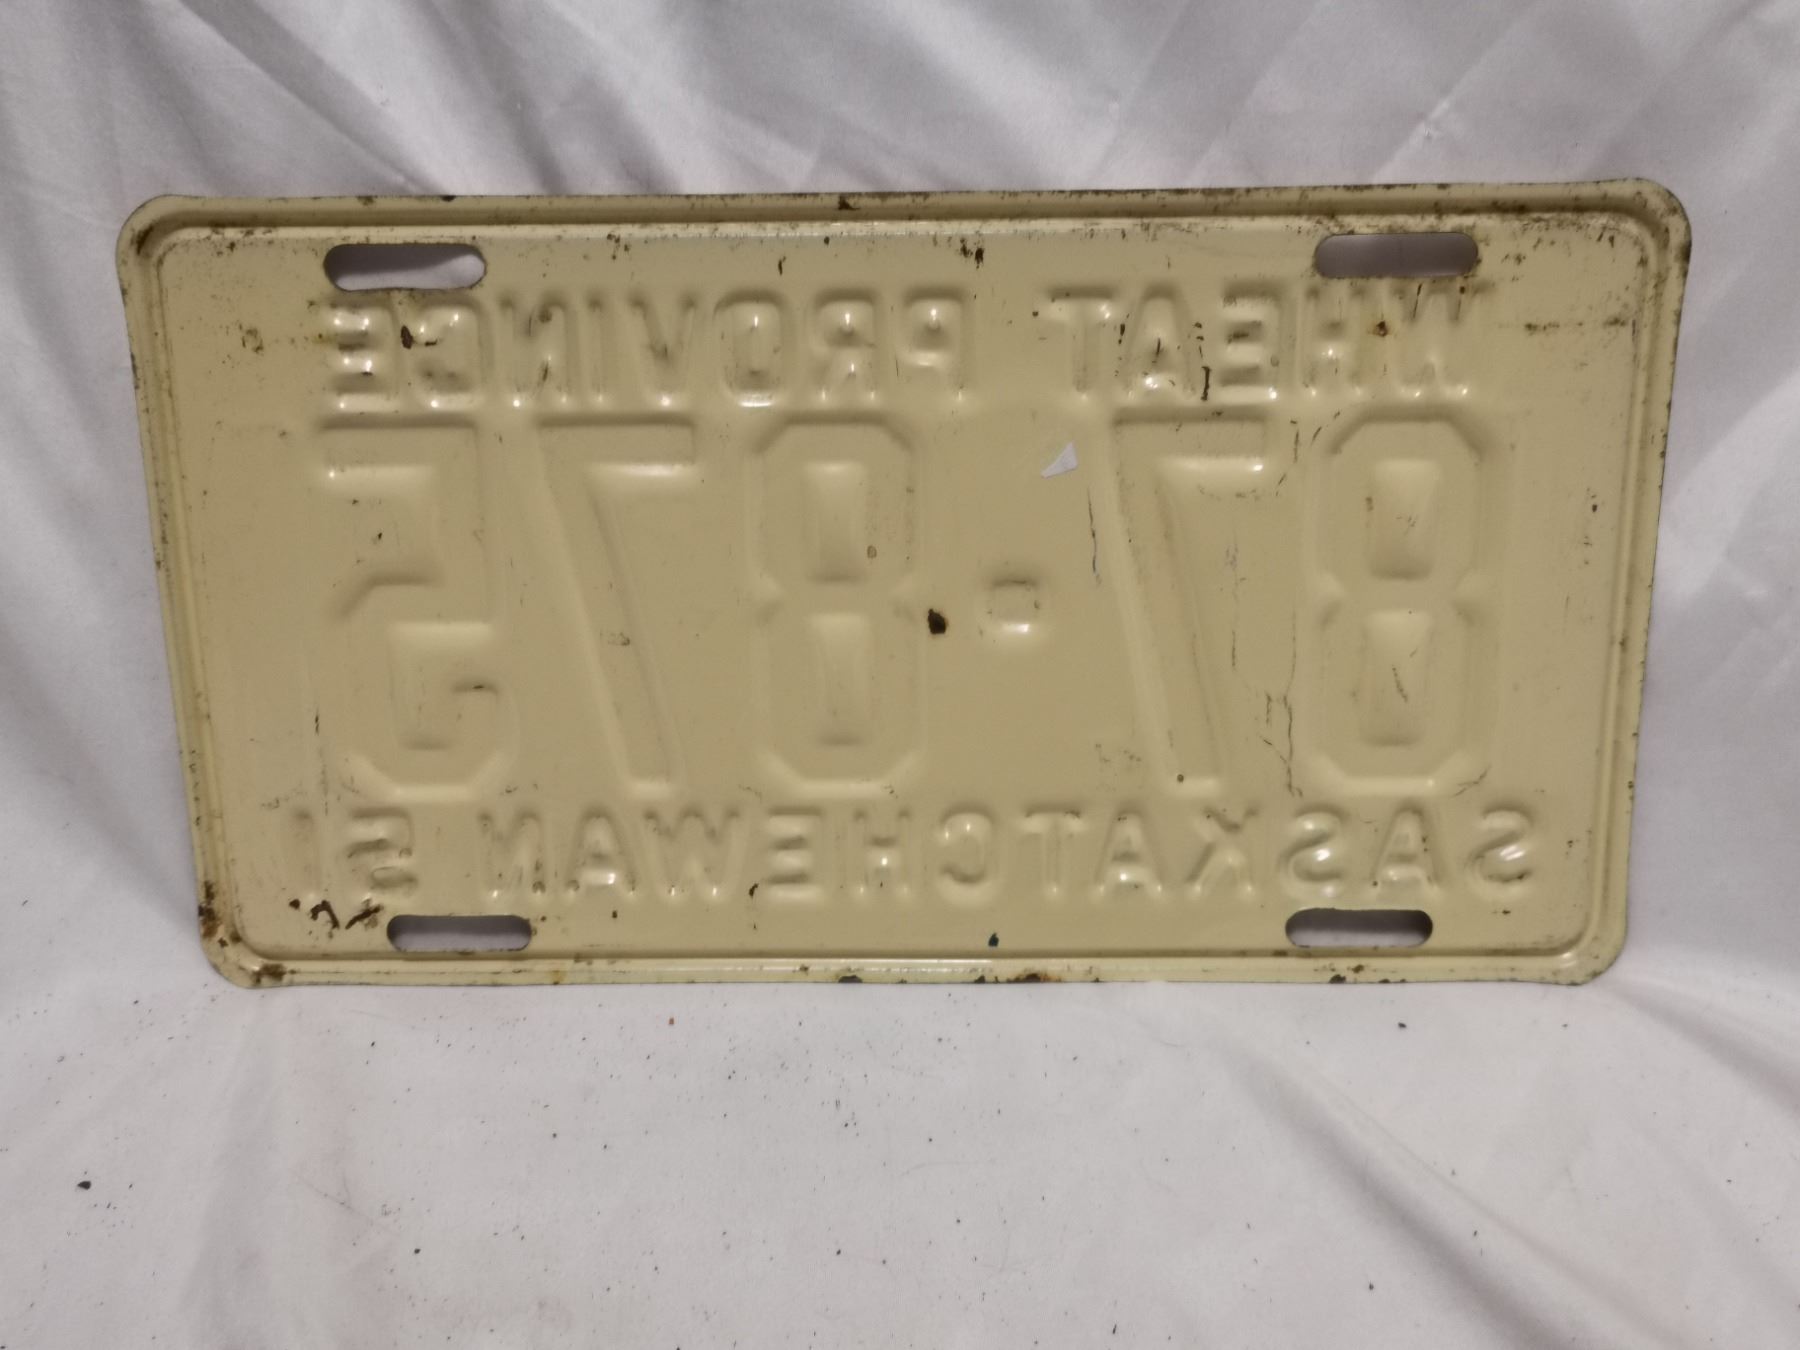 WHEAT PROVINCE
87-875
SASKATCHEWAN 51